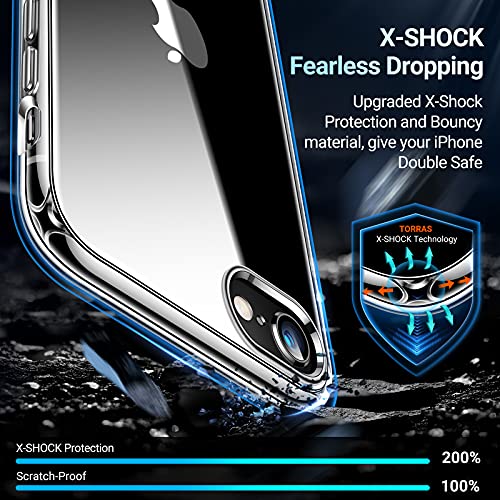 X-SHOCK
Fearless Dropping
Upgraded X-Shock
Protection and Bouncy
material, give your iPhone
Double Safe
TORRAS
X-SHOCK Technology
X-SHOCK Protection
200%
Scratch-Proof
100%